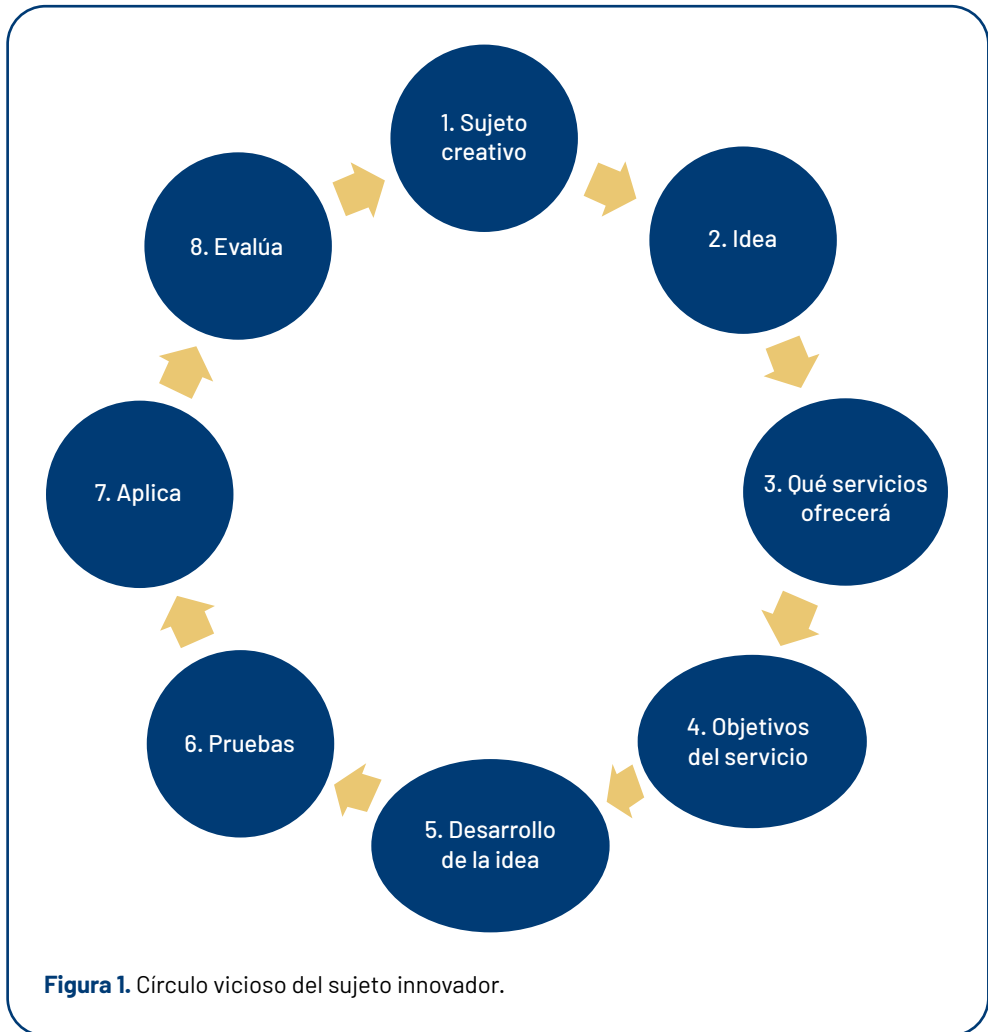 1. Sujeto
creativo
2. Idea
3. Qué servicios
ofrecerá
4. Objetivos
del servicio
5. Desarrollo
de la idea
6. Pruebas
7. Aplica
8. Evalúa
Figura 1. Círculo vicioso del sujeto innovador.